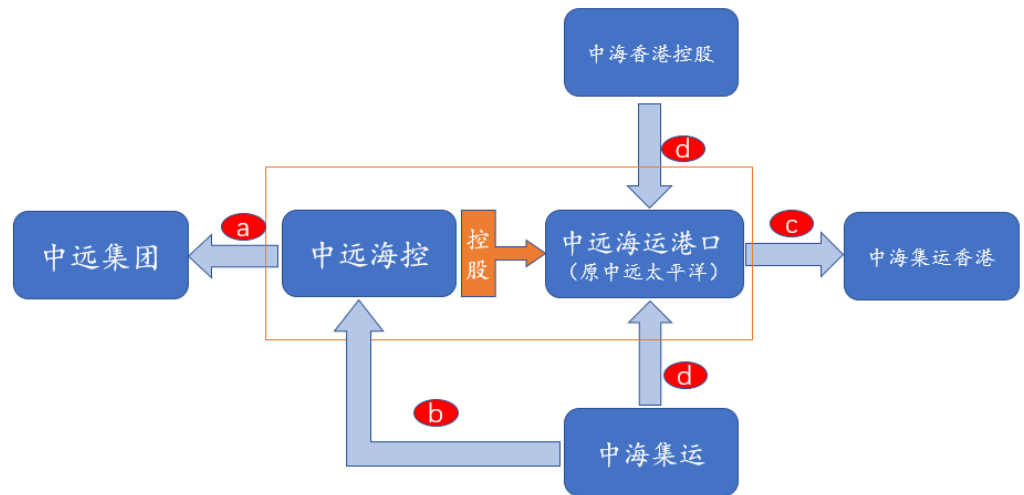 中海香港控股
d
a
中远集团
中远海控
控股
中远海运港口
（原中远太平洋）
c
中海集运香港
d
b
中海集运